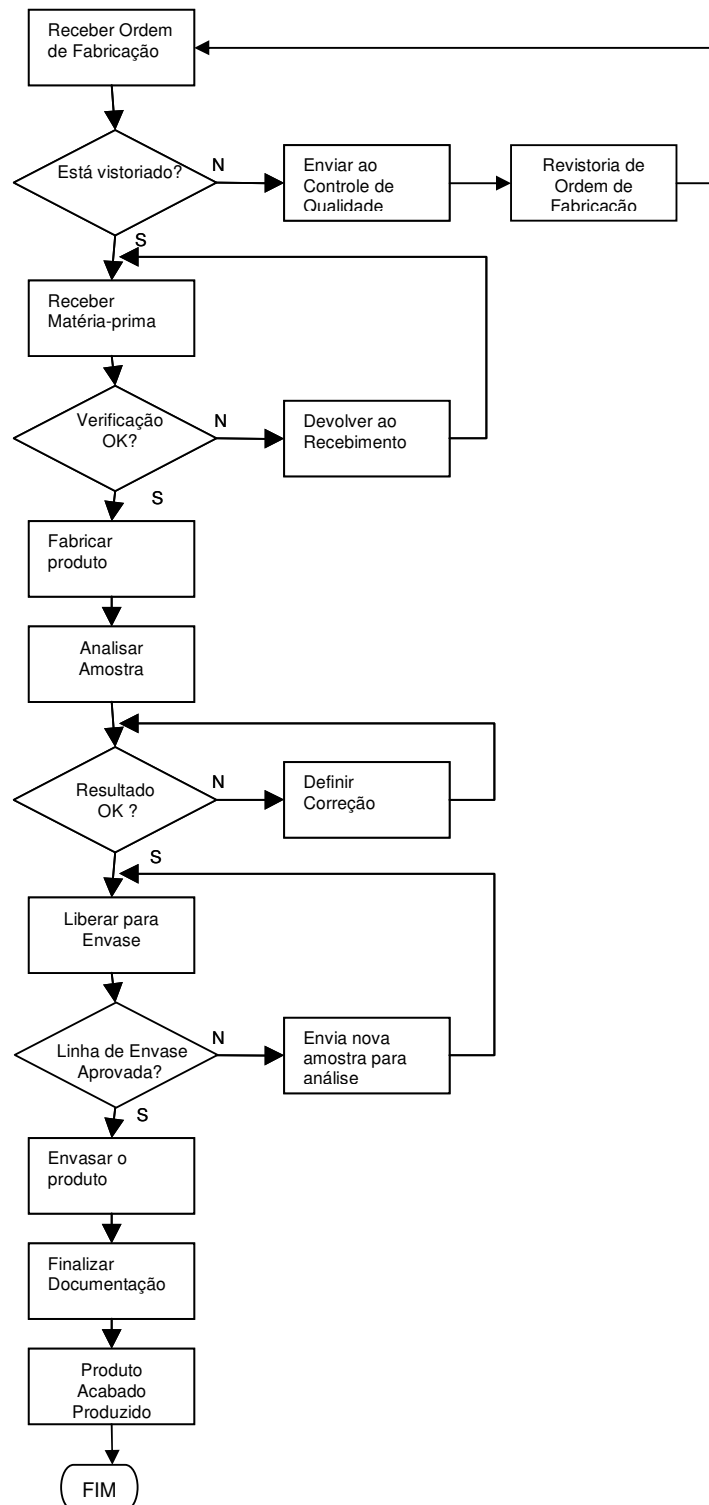 Receber Ordem
de Fabricação
Está vistoriado?
N
Enviar ao
Controle de
Qualidade
Revistoria de
Ordem de
Fabricação
S
Receber
Matéria-prima
Verificação
OK?
N
Devolver ao
Recebimento
S
Fabricar
produto
Analisar
Amostra
Resultado
OK ?
N
Definir
Correção
S
Liberar para
Envase
Linha de Envase
Aprovada?
N
Envia nova
amostra para
análise
S
Envasar o
produto
Finalizar
Documentação
Produto
Acabado
Produzido
FIM